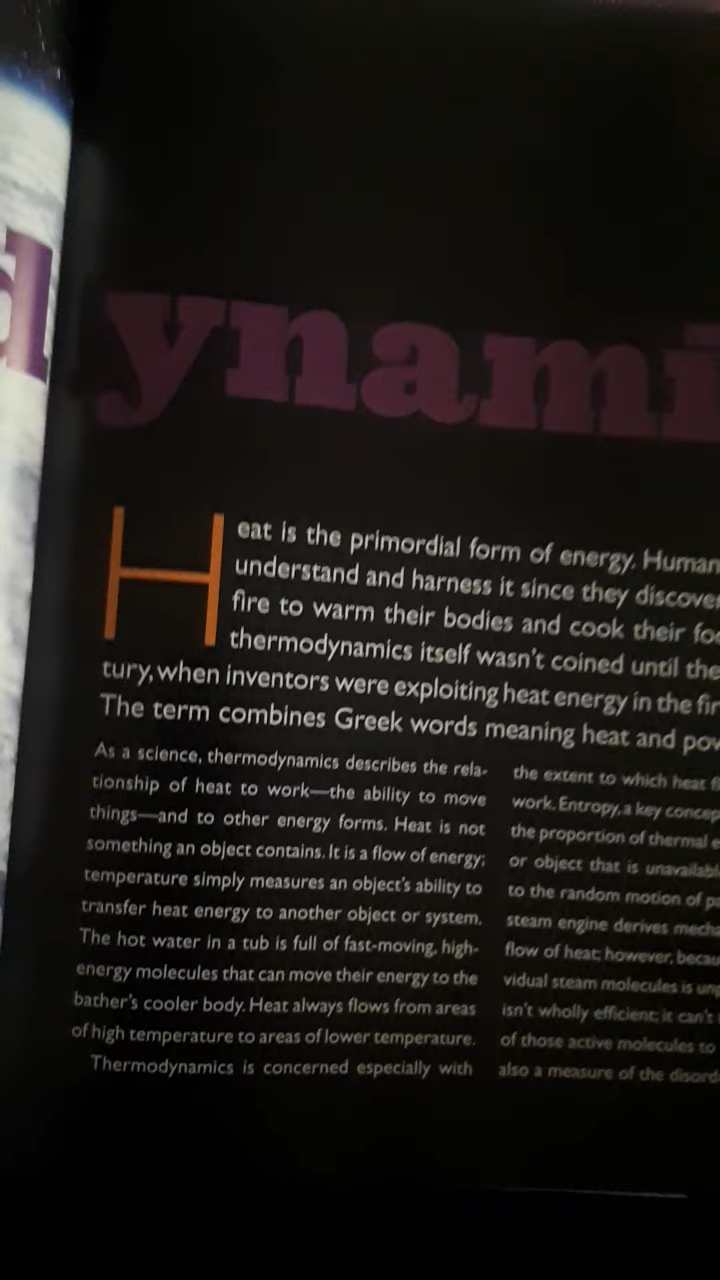 d
ynami
Heat is the primordial form of energy. Human
understand and harness it since they discover
fire to warm their bodies and cook their foo
thermodynamics itself wasn't coined until the
tury, when inventors were exploiting heat energy in the fir
The term combines Greek words meaning heat and pow
As a science, thermodynamics describes the rela-
tionship of heat to work—the ability to move
things—and to other energy forms. Heat is not
something an object contains. It is a flow of energy;
temperature simply measures an object's ability to
transfer heat energy to another object or system.
The hot water in a tub is full of fast-moving, high-
energy molecules that can move their energy to the
bather's cooler body. Heat always flows from areas
of high temperature to areas of lower temperature.
Thermodynamics is concerned especially with
the extent to which heat fl
work. Entropy, a key concep
the proportion of thermal e
or object that is unavailabl
to the random motion of pa
steam engine derives mecha
flow of heat; however, becau
vidual steam molecules is unp
isn't wholly efficient; it can't
of those active molecules to
also a measure of the disord